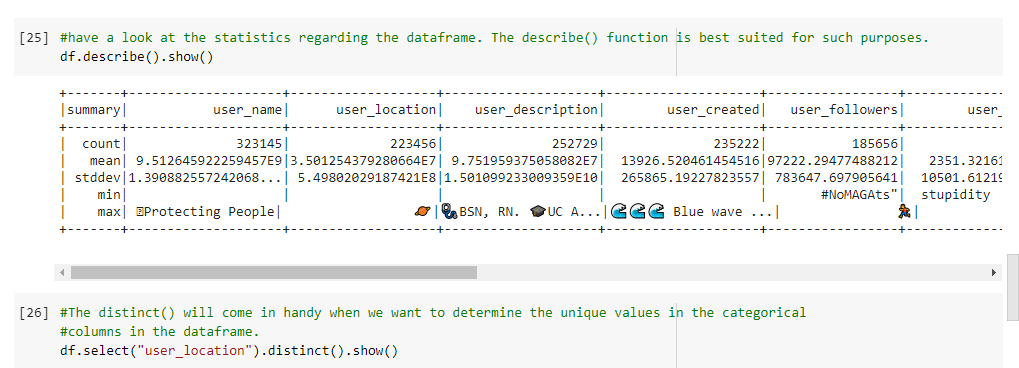 [25] #have a look at the statistics regarding the dataframe. The describe() function is best suited for such purposes.
df.describe().show()
+-------+--------------------+--------------------+--------------------+--------------------+------------------+-------------
|summary|           user_name|       user_location|    user_description|        user_created|    user_followers|        user_
+-------+--------------------+--------------------+--------------------+--------------------+------------------+-------------
|  count|              323145|              223456|              252729|              235222|            185656|
|   mean| 9.512645922259457E9|3.501254379280664E7| 9.751959375058082E7|  13926.520461454516|97222.29477488212|   2351.32161
| stddev|1.390882557242068...| 5.49802029187421E8|1.501099233009359E10|  265865.19227823557| 783647.697905641|  10501.61219
|    min|                    |                    |                    |                    |         #NoMAGAts"|  stupidity
|    max| Protecting People|                  🪐|🩺BSN, RN. 🎓UC A...|🌊🌊🌊 Blue wave ...|                 🏃|
+-------+--------------------+--------------------+--------------------+--------------------+------------------+-------------
[26] #The distinct() will come in handy when we want to determine the unique values in the categorical
#columns in the dataframe.
df.select("user_location").distinct().show()